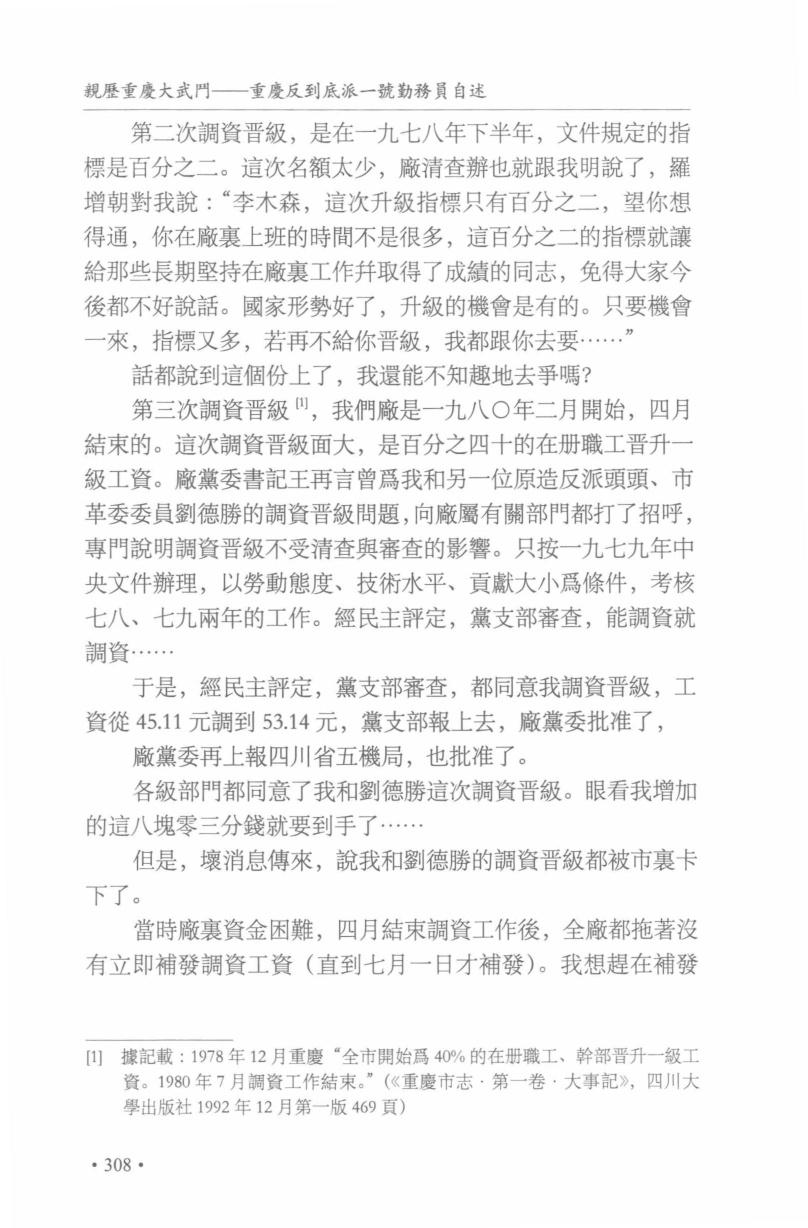 親歷重慶大武鬥——重慶反到底派一號勤務員自述
第二次調資晋級，是在一九七八年下半年，文件規定的指
標是百分之二。這次名額太少，廠清查辦也就跟我明說了，羅
增朝對我說：“李木森，這次升級指標只有百分之二，望你想
得通，你在廠裏上班的時間不是很多，這百分之二的指標就讓
給那些長期堅持在廠裏工作幷取得了成績的同志，免得大家今
後都不好說話。國家形勢好了，升級的機會是有的。只要機會
一來，指標又多，若再不給你晋級，我都跟你去要……”
話都說到這個份上了，我還能不知趣地去爭嗎？
第三次調資晋級 [1]，我們廠是一九八〇年二月開始，四月
結束的。這次調資晋級面大，是百分之四十的在册職工晋升一
級工資。廠黨委書記王再言曾爲我和另一位原造反派頭頭、市
革委委員劉德勝的調資晋級問題，向廠屬有關部門都打了招呼，
專門說明調資晋級不受清查與審查的影響。只按一九七九年中
央文件辦理，以勞動態度、技術水平、貢獻大小爲條件，考核
七八、七九兩年的工作。經民主評定，黨支部審查，能調資就
調資……
于是，經民主評定，黨支部審查，都同意我調資晋級，工
資從 45.11 元調到 53.14 元，黨支部報上去，廠黨委批准了，
廠黨委再上報四川省五機局，也批准了。
各級部門都同意了我和劉德勝這次調資晋級。眼看我增加
的這八塊零三分錢就要到手了……
但是，壞消息傳來，說我和劉德勝的調資晋級都被市裏卡
下了。
當時廠裏資金困難，四月結束調資工作後，全廠都拖著沒
有立即補發調資工資（直到七月一日才補發）。我想趕在補發
[1] 據記載：1978 年 12 月重慶“全市開始爲 40% 的在册職工、幹部晋升一級工
資。1980 年 7 月調資工作結束。”（《重慶市志·第一卷·大事記》，四川大
學出版社 1992 年 12 月第一版 469 頁）
·308·